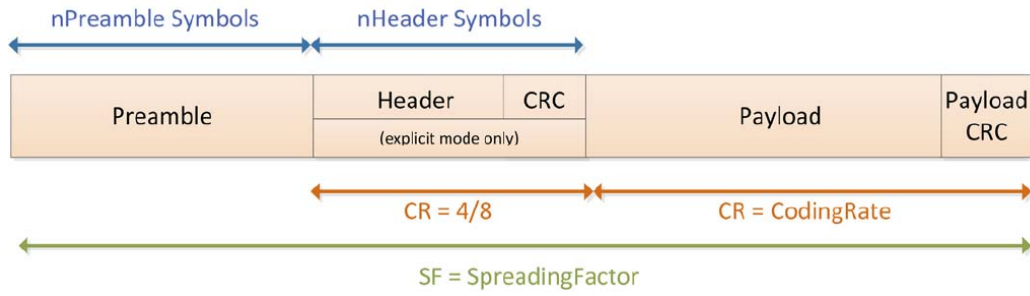 nPreamble Symbols
nHeader Symbols
Preamble
Header
CRC
(explicit mode only)
Payload
Payload
CRC
CR = 4/8
CR = CodingRate
SF = SpreadingFactor